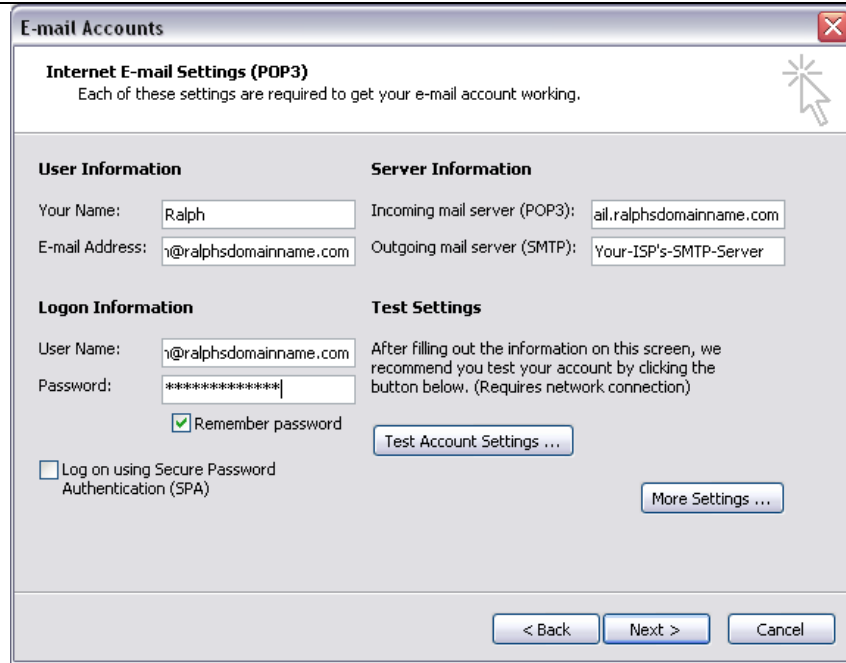 E-mail Accounts
Internet E-mail Settings (POP3)
Each of these settings are required to get your e-mail account working.
User Information
Your Name: Ralph
E-mail Address: n@ralphsdomainname.com
Server Information
Incoming mail server (POP3): ail.ralphsdomainname.com
Outgoing mail server (SMTP): Your-ISP's-SMTP-Server
Logon Information
User Name: n@ralphsdomainname.com
Password: *************
Remember password
Log on using Secure Password
Authentication (SPA)
Test Settings
After filling out the information on this screen, we
recommend you test your account by clicking the
button below. (Requires network connection)
Test Account Settings ...
More Settings ...
< Back
Next >
Cancel